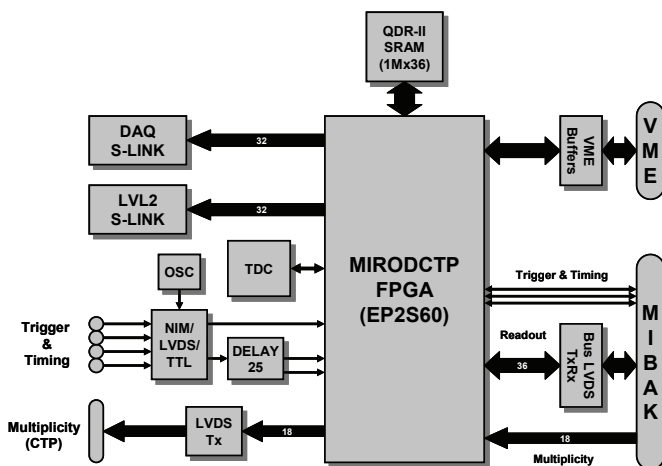 QDR-II
SRAM
(1Mx36)
DAQ
S-LINK
32
VME
Buffers
VME
LVL2
S-LINK
32
MIRODCTP
FPGA
(EP2S60)
OSC
TDC
Trigger & Timing
MIBAK
Trigger
&
Timing
NIM/
LVDS/
TTL
DELAY
25
Readout
36
Bus LVDS
TxRx
Multiplicity
(CTP)
LVDS
Tx
18
18
Multiplicity